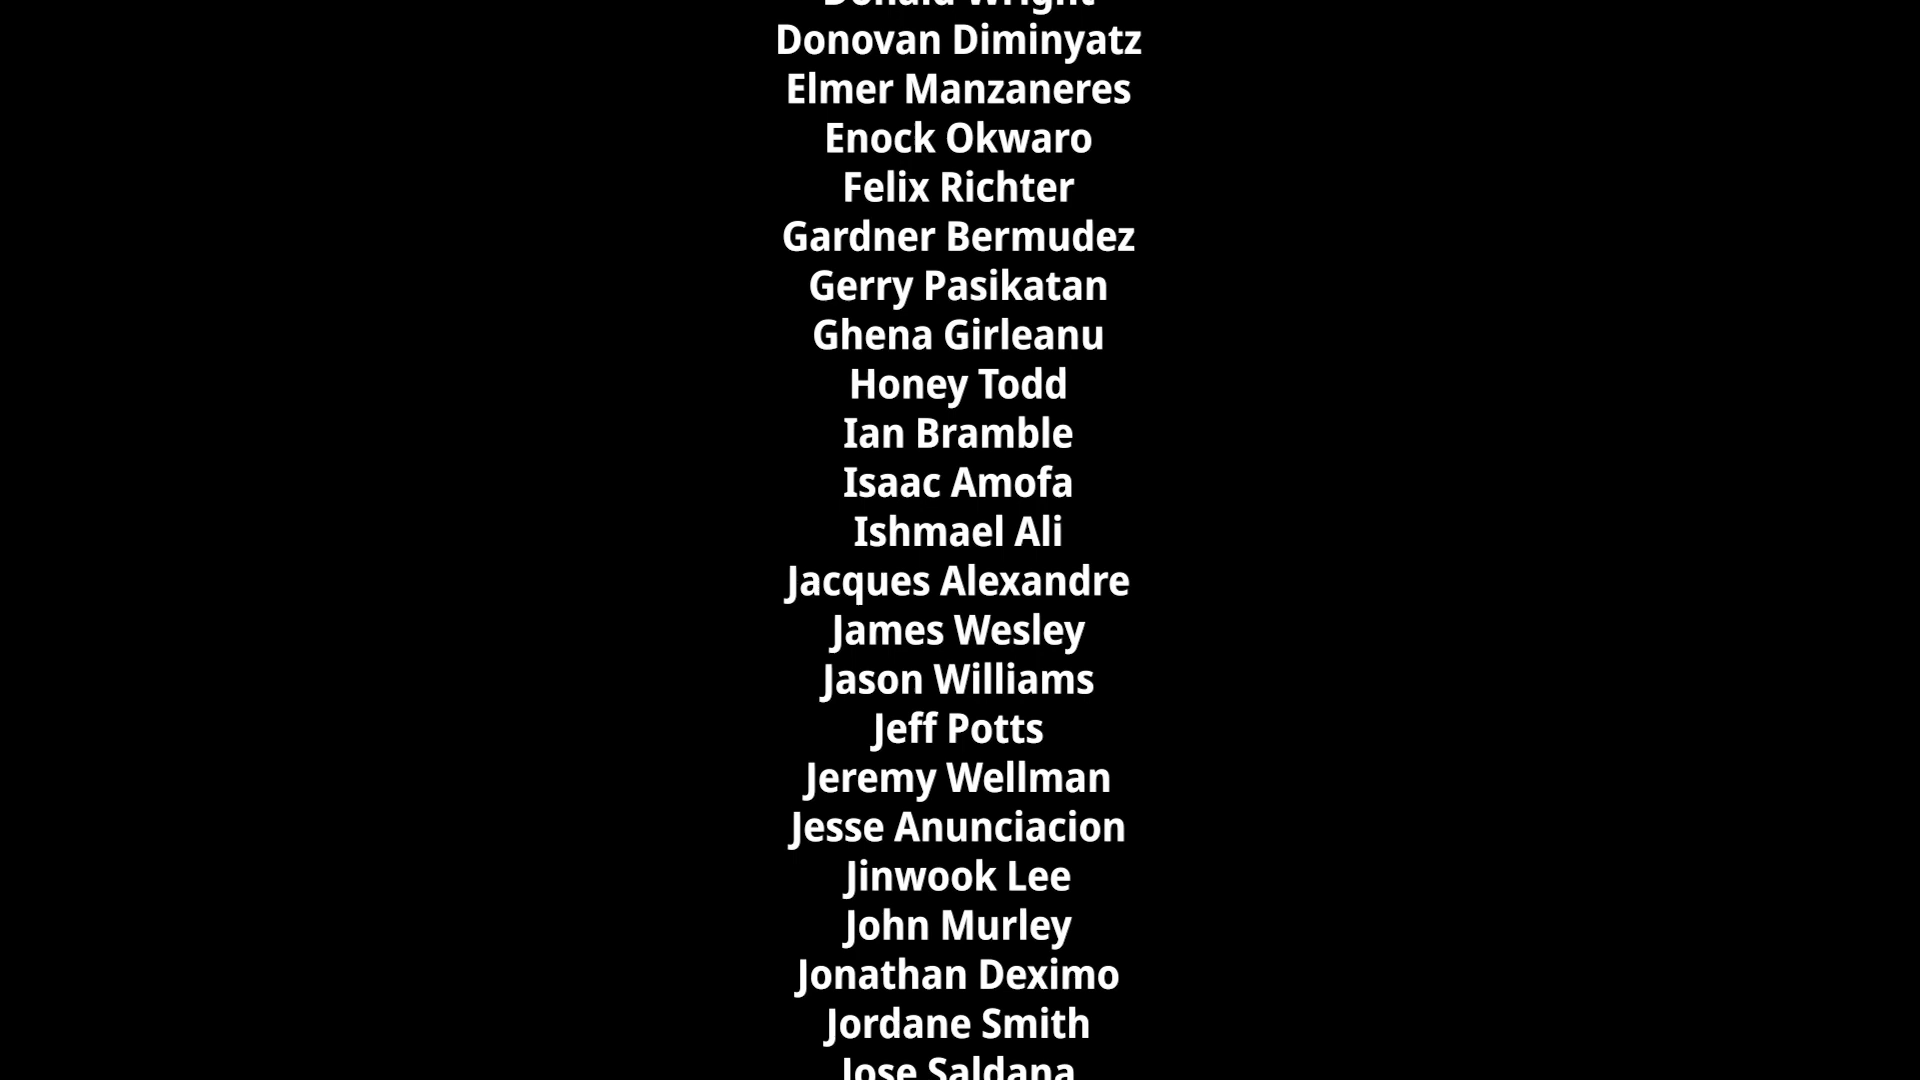 Donald Wright
Donovan Diminyatz
Elmer Manzaneres
Enock Okwaro
Felix Richter
Gardner Bermudez
Gerry Pasikatan
Ghena Girleanu
Honey Todd
Ian Bramble
Isaac Amofa
Ishmael Ali
Jacques Alexandre
James Wesley
Jason Williams
Jeff Potts
Jeremy Wellman
Jesse Anunciacion
Jinwook Lee
John Murley
Jonathan Deximo
Jordane Smith
Jose Saldana